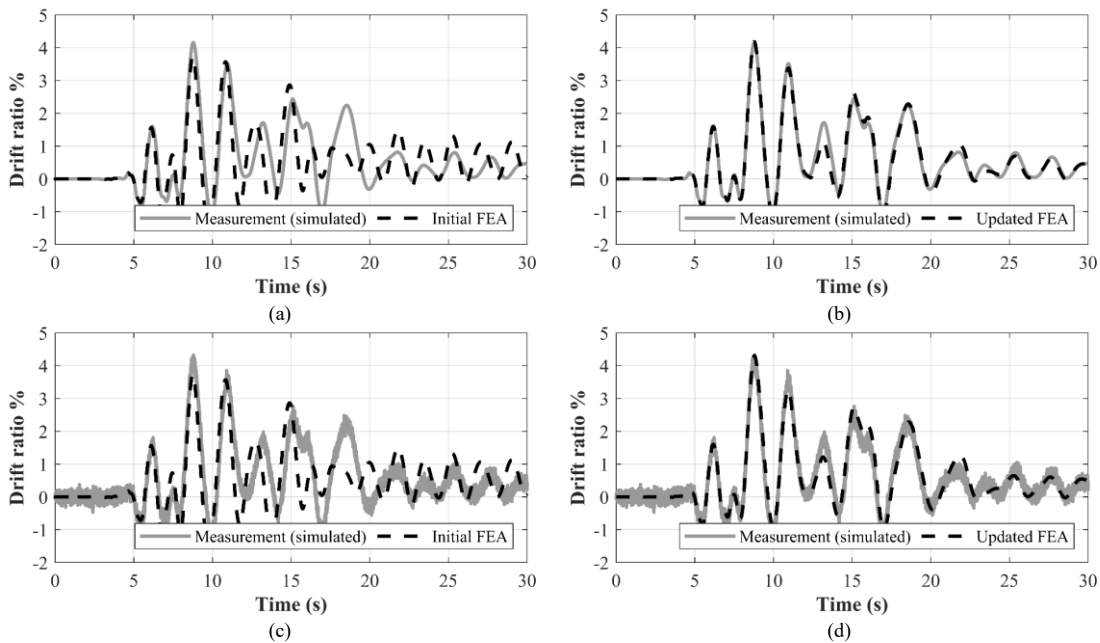 5
4
3
2
1
0
-1
-2
Drift ratio %
Measurement (simulated) Initial FEA
0 5 10 15 20 25 30
Time (s)
(a)
5
4
3
2
1
0
-1
-2
Drift ratio %
Measurement (simulated) Updated FEA
0 5 10 15 20 25 30
Time (s)
(b)
5
4
3
2
1
0
-1
-2
Drift ratio %
Measurement (simulated) Initial FEA
0 5 10 15 20 25 30
Time (s)
(c)
5
4
3
2
1
0
-1
-2
Drift ratio %
Measurement (simulated) Updated FEA
0 5 10 15 20 25 30
Time (s)
(d)